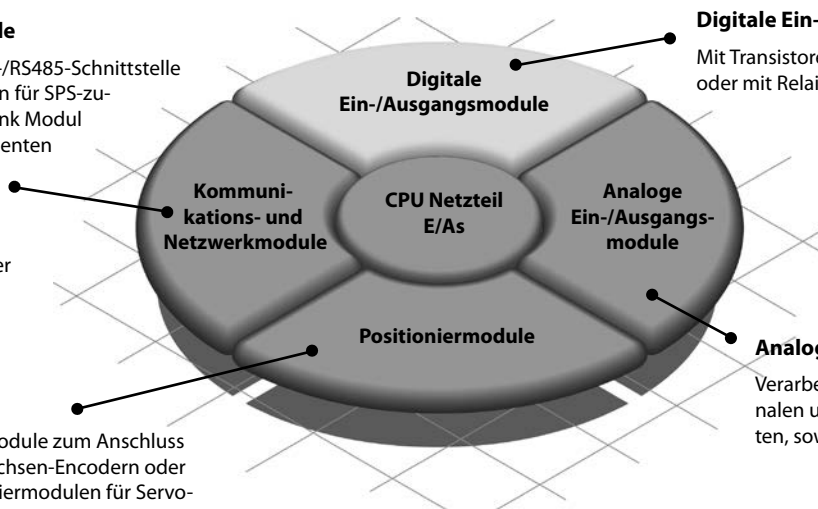 Digitale Ein-
Mit Transistor
oder mit Relai
-/RS485-Schnittstelle
n für SPS-zu-
nk Modul
enten
er
Digitale
Ein-/Ausgangsmodule
Kommuni-
kations- und
Netzwerkmodule
CPU Netzteil
E/As
Analoge
Ein-/Ausgangs-
module
Positioniermodule
Analog
Verarbe
nalen u
ten, sow
odule zum Anschluss
chsen-Encodern oder
iermodulen für Servo-